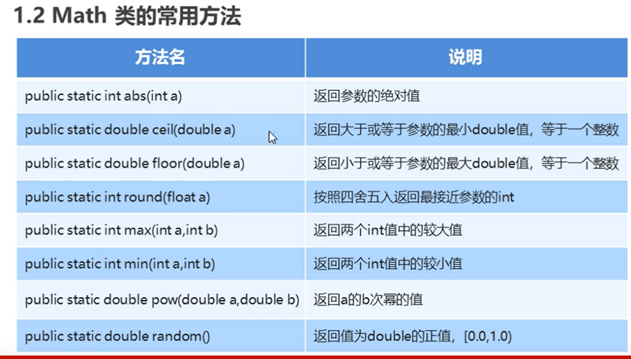 1.2 Math 类的常用方法
方法名 说明
public static int abs(int a) 返回参数的绝对值
public static double ceil(double a) 返回大于或等于参数的最小double值，等于一个整数
public static double floor(double a) 返回小于或等于参数的最大double值，等于一个整数
public static int round(float a) 按照四舍五入返回最接近参数的int
public static int max(int a,int b) 返回两个int值中的较大值
public static int min(int a,int b) 返回两个int值中的较小值
public static double pow(double a,double b) 返回a的b次幂的值
public static double random() 返回值为double的正值，[0.0,1.0)